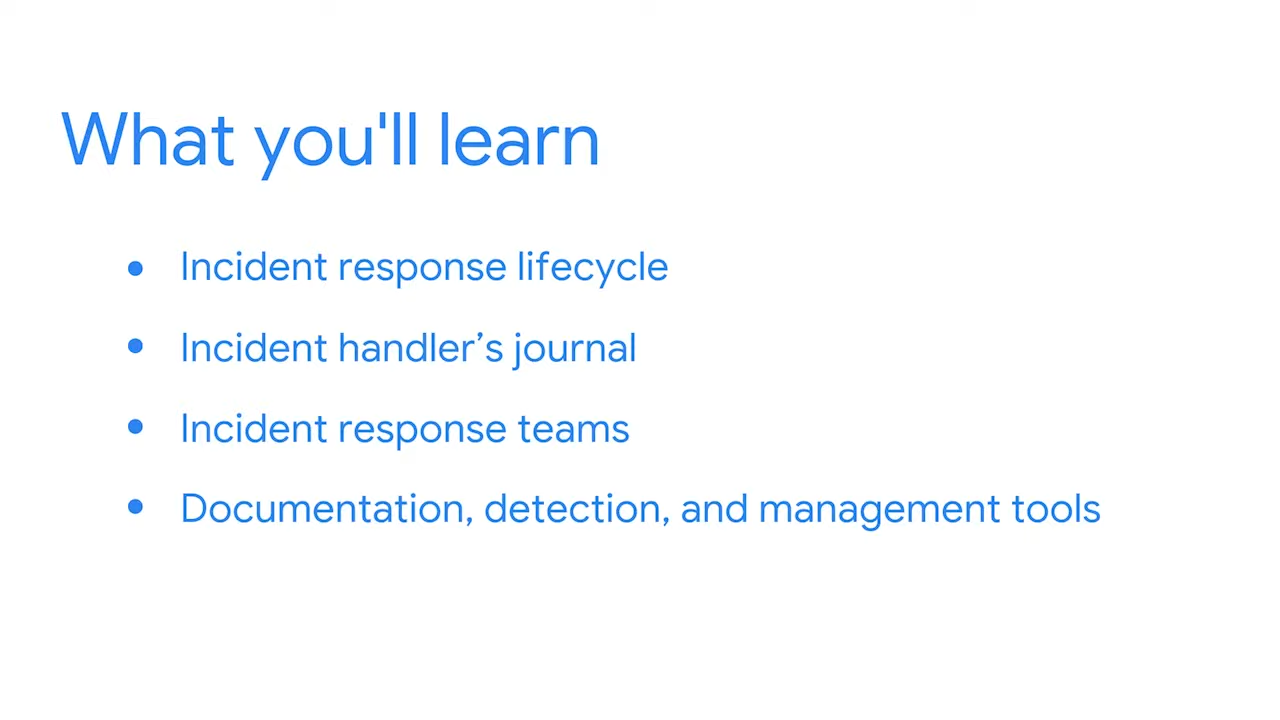 What you'll learn
• Incident response lifecycle
• Incident handler’s journal
• Incident response teams
• Documentation, detection, and management tools